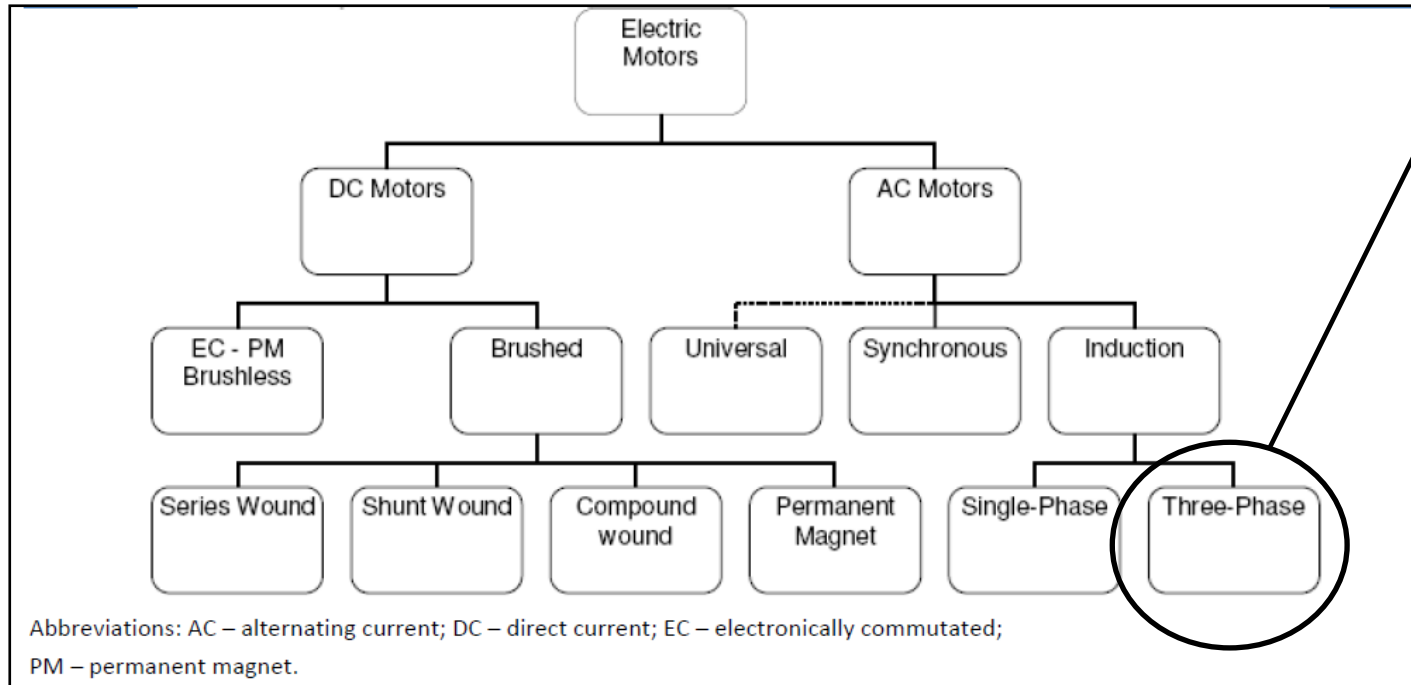 Electric
Motors
DC Motors
AC Motors
EC - PM
Brushless
Brushed
Universal
Synchronous
Induction
Series Wound
Shunt Wound
Compound
wound
Permanent
Magnet
Single-Phase
Three-Phase
Abbreviations: AC – alternating current; DC – direct current; EC – electronically commutated;
PM – permanent magnet.